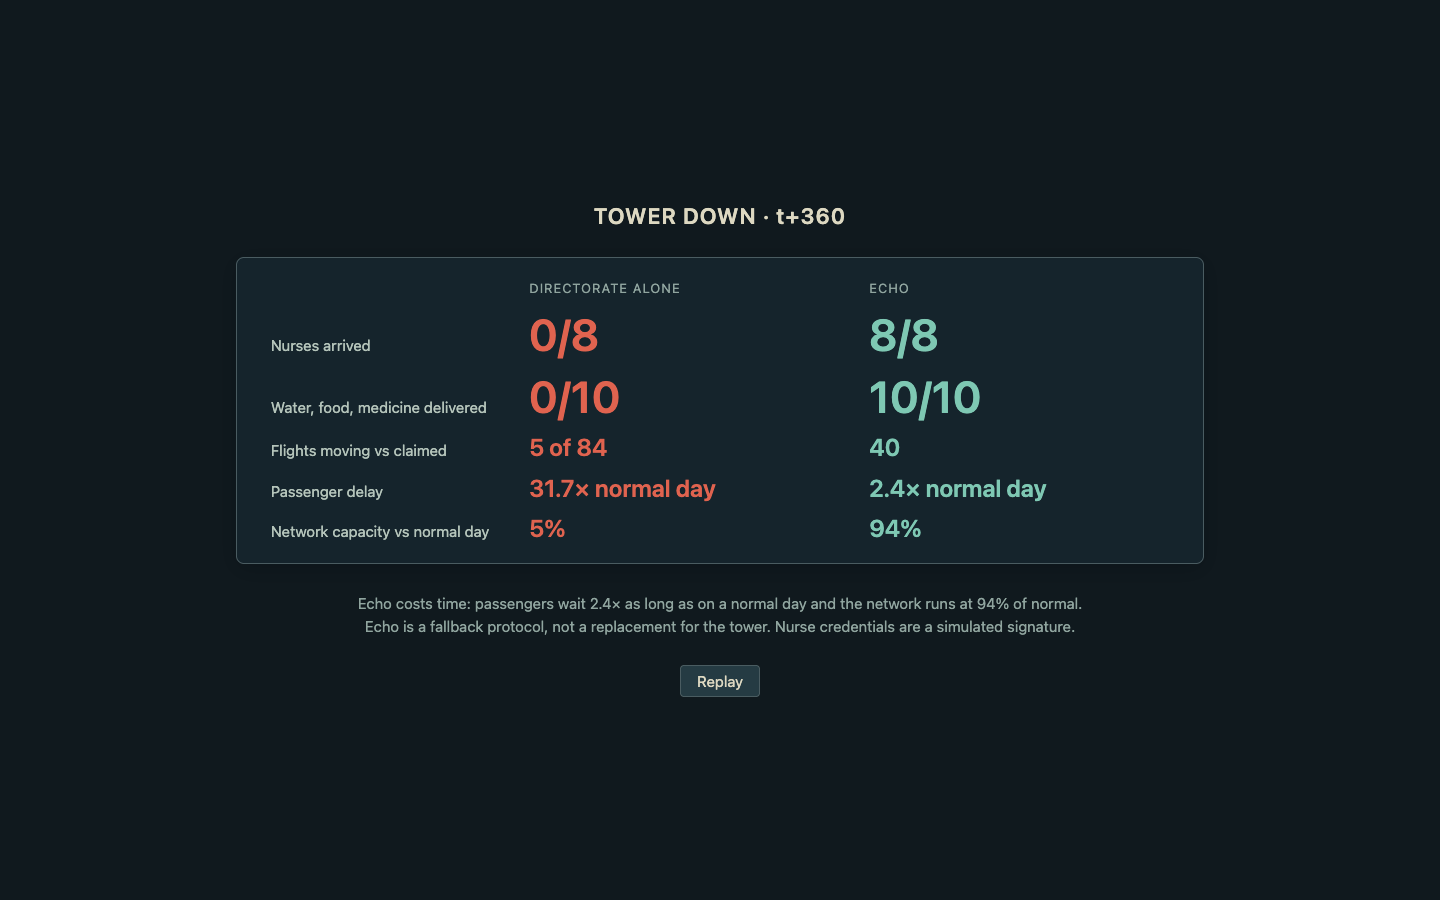 TOWER DOWN · t+360
DIRECTORATE ALONE ECHO
Nurses arrived 0/8 8/8
Water, food, medicine delivered 0/10 10/10
Flights moving vs claimed 5 of 84 40
Passenger delay 31.7× normal day 2.4× normal day
Network capacity vs normal day 5% 94%
Echo costs time: passengers wait 2.4× as long as on a normal day and the network runs at 94% of normal.
Echo is a fallback protocol, not a replacement for the tower. Nurse credentials are a simulated signature.
Replay